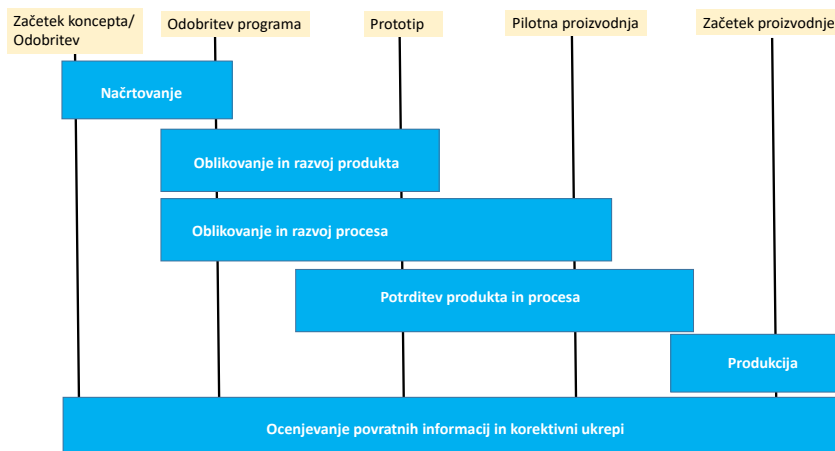 Začetek koncepta/
Odobritev
Odobritev programa
Prototip
Pilotna proizvodnja
Začetek proizvodnje
Načrtovanje
Oblikovanje in razvoj produkta
Oblikovanje in razvoj procesa
Potrditev produkta in procesa
Produkcija
Ocenjevanje povratnih informacij in korektivni ukrepi